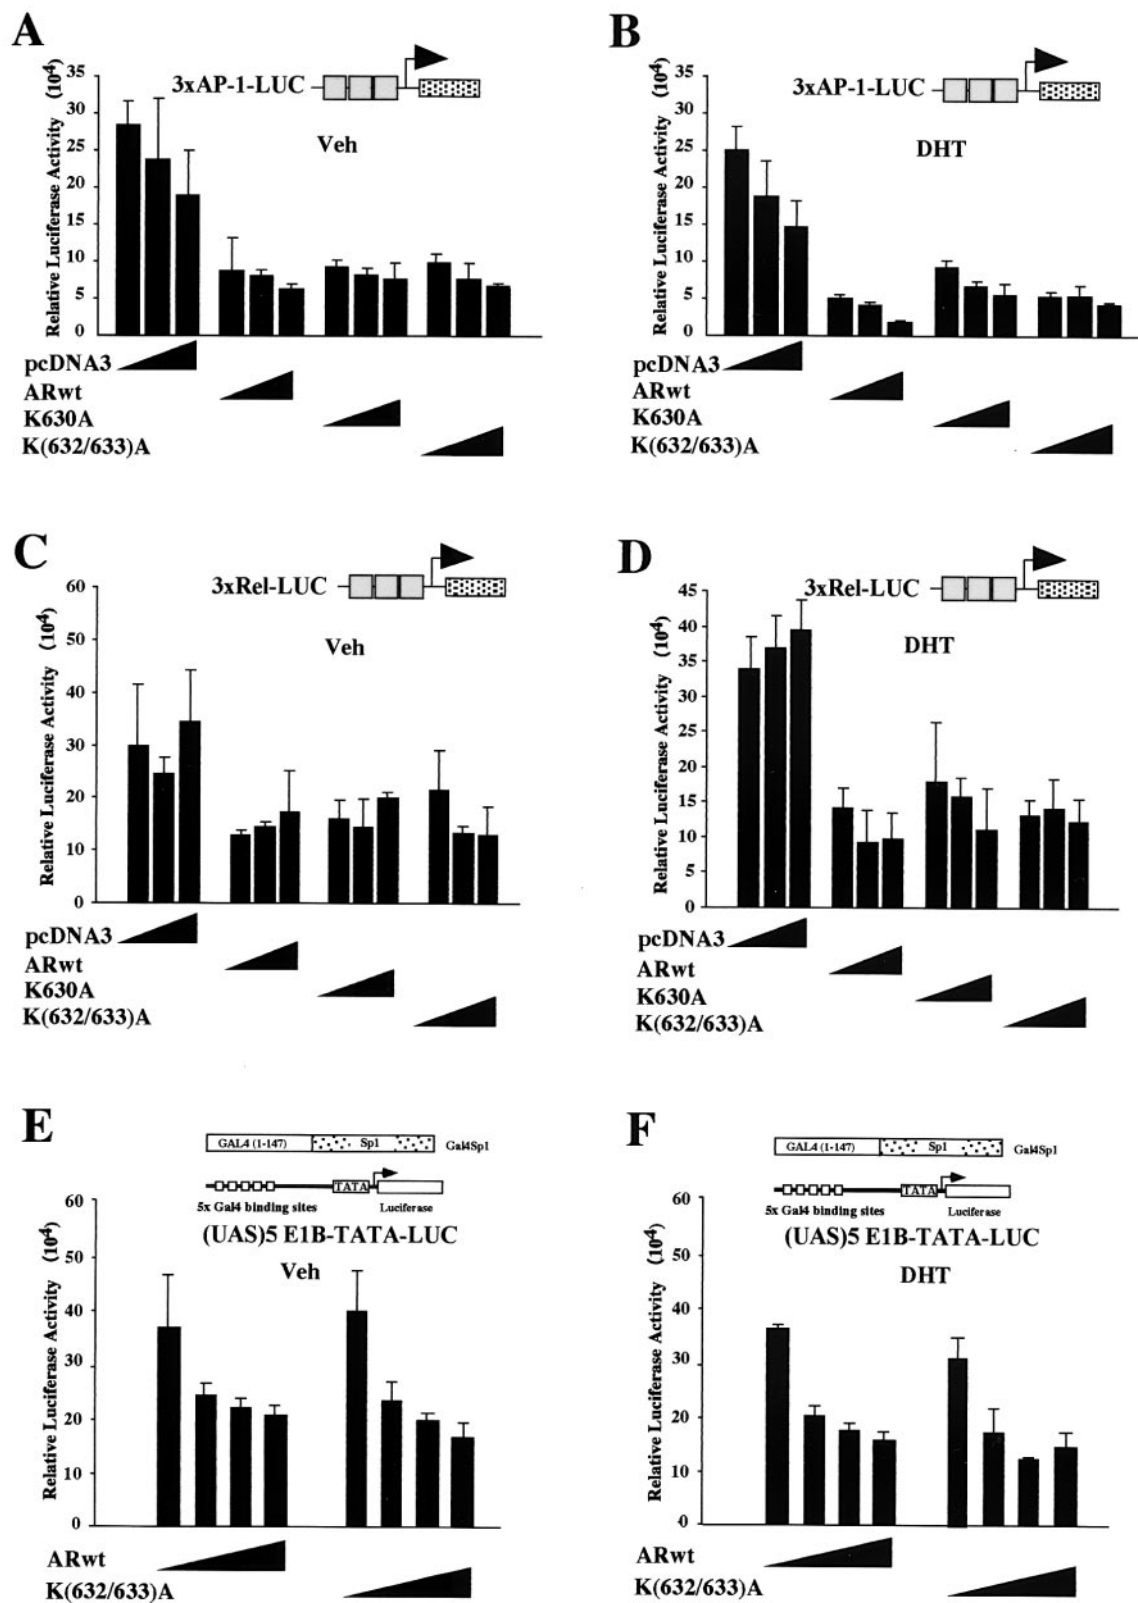 A
Relative Luciferase Activity (10⁴)
35
30
25
20
15
10
5
0
3xAP-1-LUC
Veh
pcDNA3
ARwt
K630A
K(632/633)A
B
Relative Luciferase Activity (10⁴)
35
30
25
20
15
10
5
0
3xAP-1-LUC
DHT
pcDNA3
ARwt
K630A
K(632/633)A
C
Relative Luciferase Activity (10⁴)
60
50
40
30
20
10
0
3xRel-LUC
Veh
pcDNA3
ARwt
K630A
K(632/633)A
D
Relative Luciferase Activity (10⁴)
45
40
35
30
25
20
15
10
5
0
3xRel-LUC
DHT
pcDNA3
ARwt
K630A
K(632/633)A
E
GAL4 (1-147) Sp1 Gal4Sp1
TATA
5x Gal4 binding sites Luciferase
(UAS)5 E1B-TATA-LUC
Veh
Relative Luciferase Activity (10⁴)
60
50
40
30
20
10
0
ARwt
K(632/633)A
F
GAL4 (1-147) Sp1 Gal4Sp1
TATA
5x Gal4 binding sites Luciferase
(UAS)5 E1B-TATA-LUC
DHT
Relative Luciferase Activity (10⁴)
60
50
40
30
20
10
0
ARwt
K(632/633)A